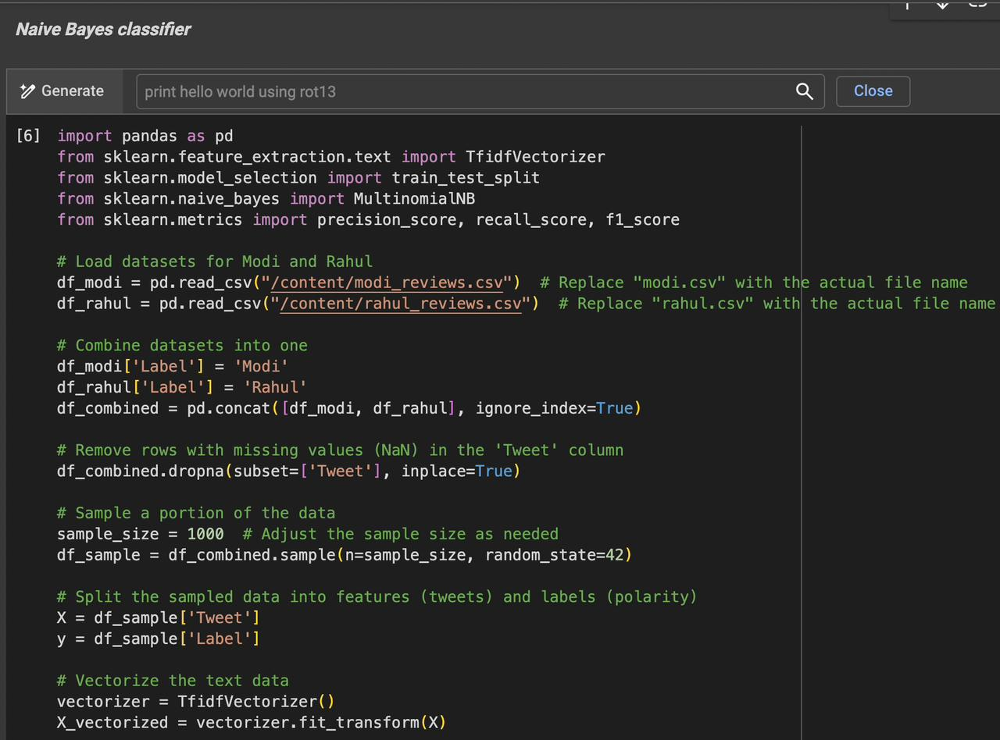 Naive Bayes classifier
Generate
print hello world using rot13
Close
[6] import pandas as pd
from sklearn.feature_extraction.text import TfidfVectorizer
from sklearn.model_selection import train_test_split
from sklearn.naive_bayes import MultinomialNB
from sklearn.metrics import precision_score, recall_score, f1_score
# Load datasets for Modi and Rahul
df_modi = pd.read_csv("/content/modi_reviews.csv")  # Replace "modi.csv" with the actual file name
df_rahul = pd.read_csv("/content/rahul_reviews.csv")  # Replace "rahul.csv" with the actual file name
# Combine datasets into one
df_modi['Label'] = 'Modi'
df_rahul['Label'] = 'Rahul'
df_combined = pd.concat([df_modi, df_rahul], ignore_index=True)
# Remove rows with missing values (NaN) in the 'Tweet' column
df_combined.dropna(subset=['Tweet'], inplace=True)
# Sample a portion of the data
sample_size = 1000  # Adjust the sample size as needed
df_sample = df_combined.sample(n=sample_size, random_state=42)
# Split the sampled data into features (tweets) and labels (polarity)
X = df_sample['Tweet']
y = df_sample['Label']
# Vectorize the text data
vectorizer = TfidfVectorizer()
X_vectorized = vectorizer.fit_transform(X)